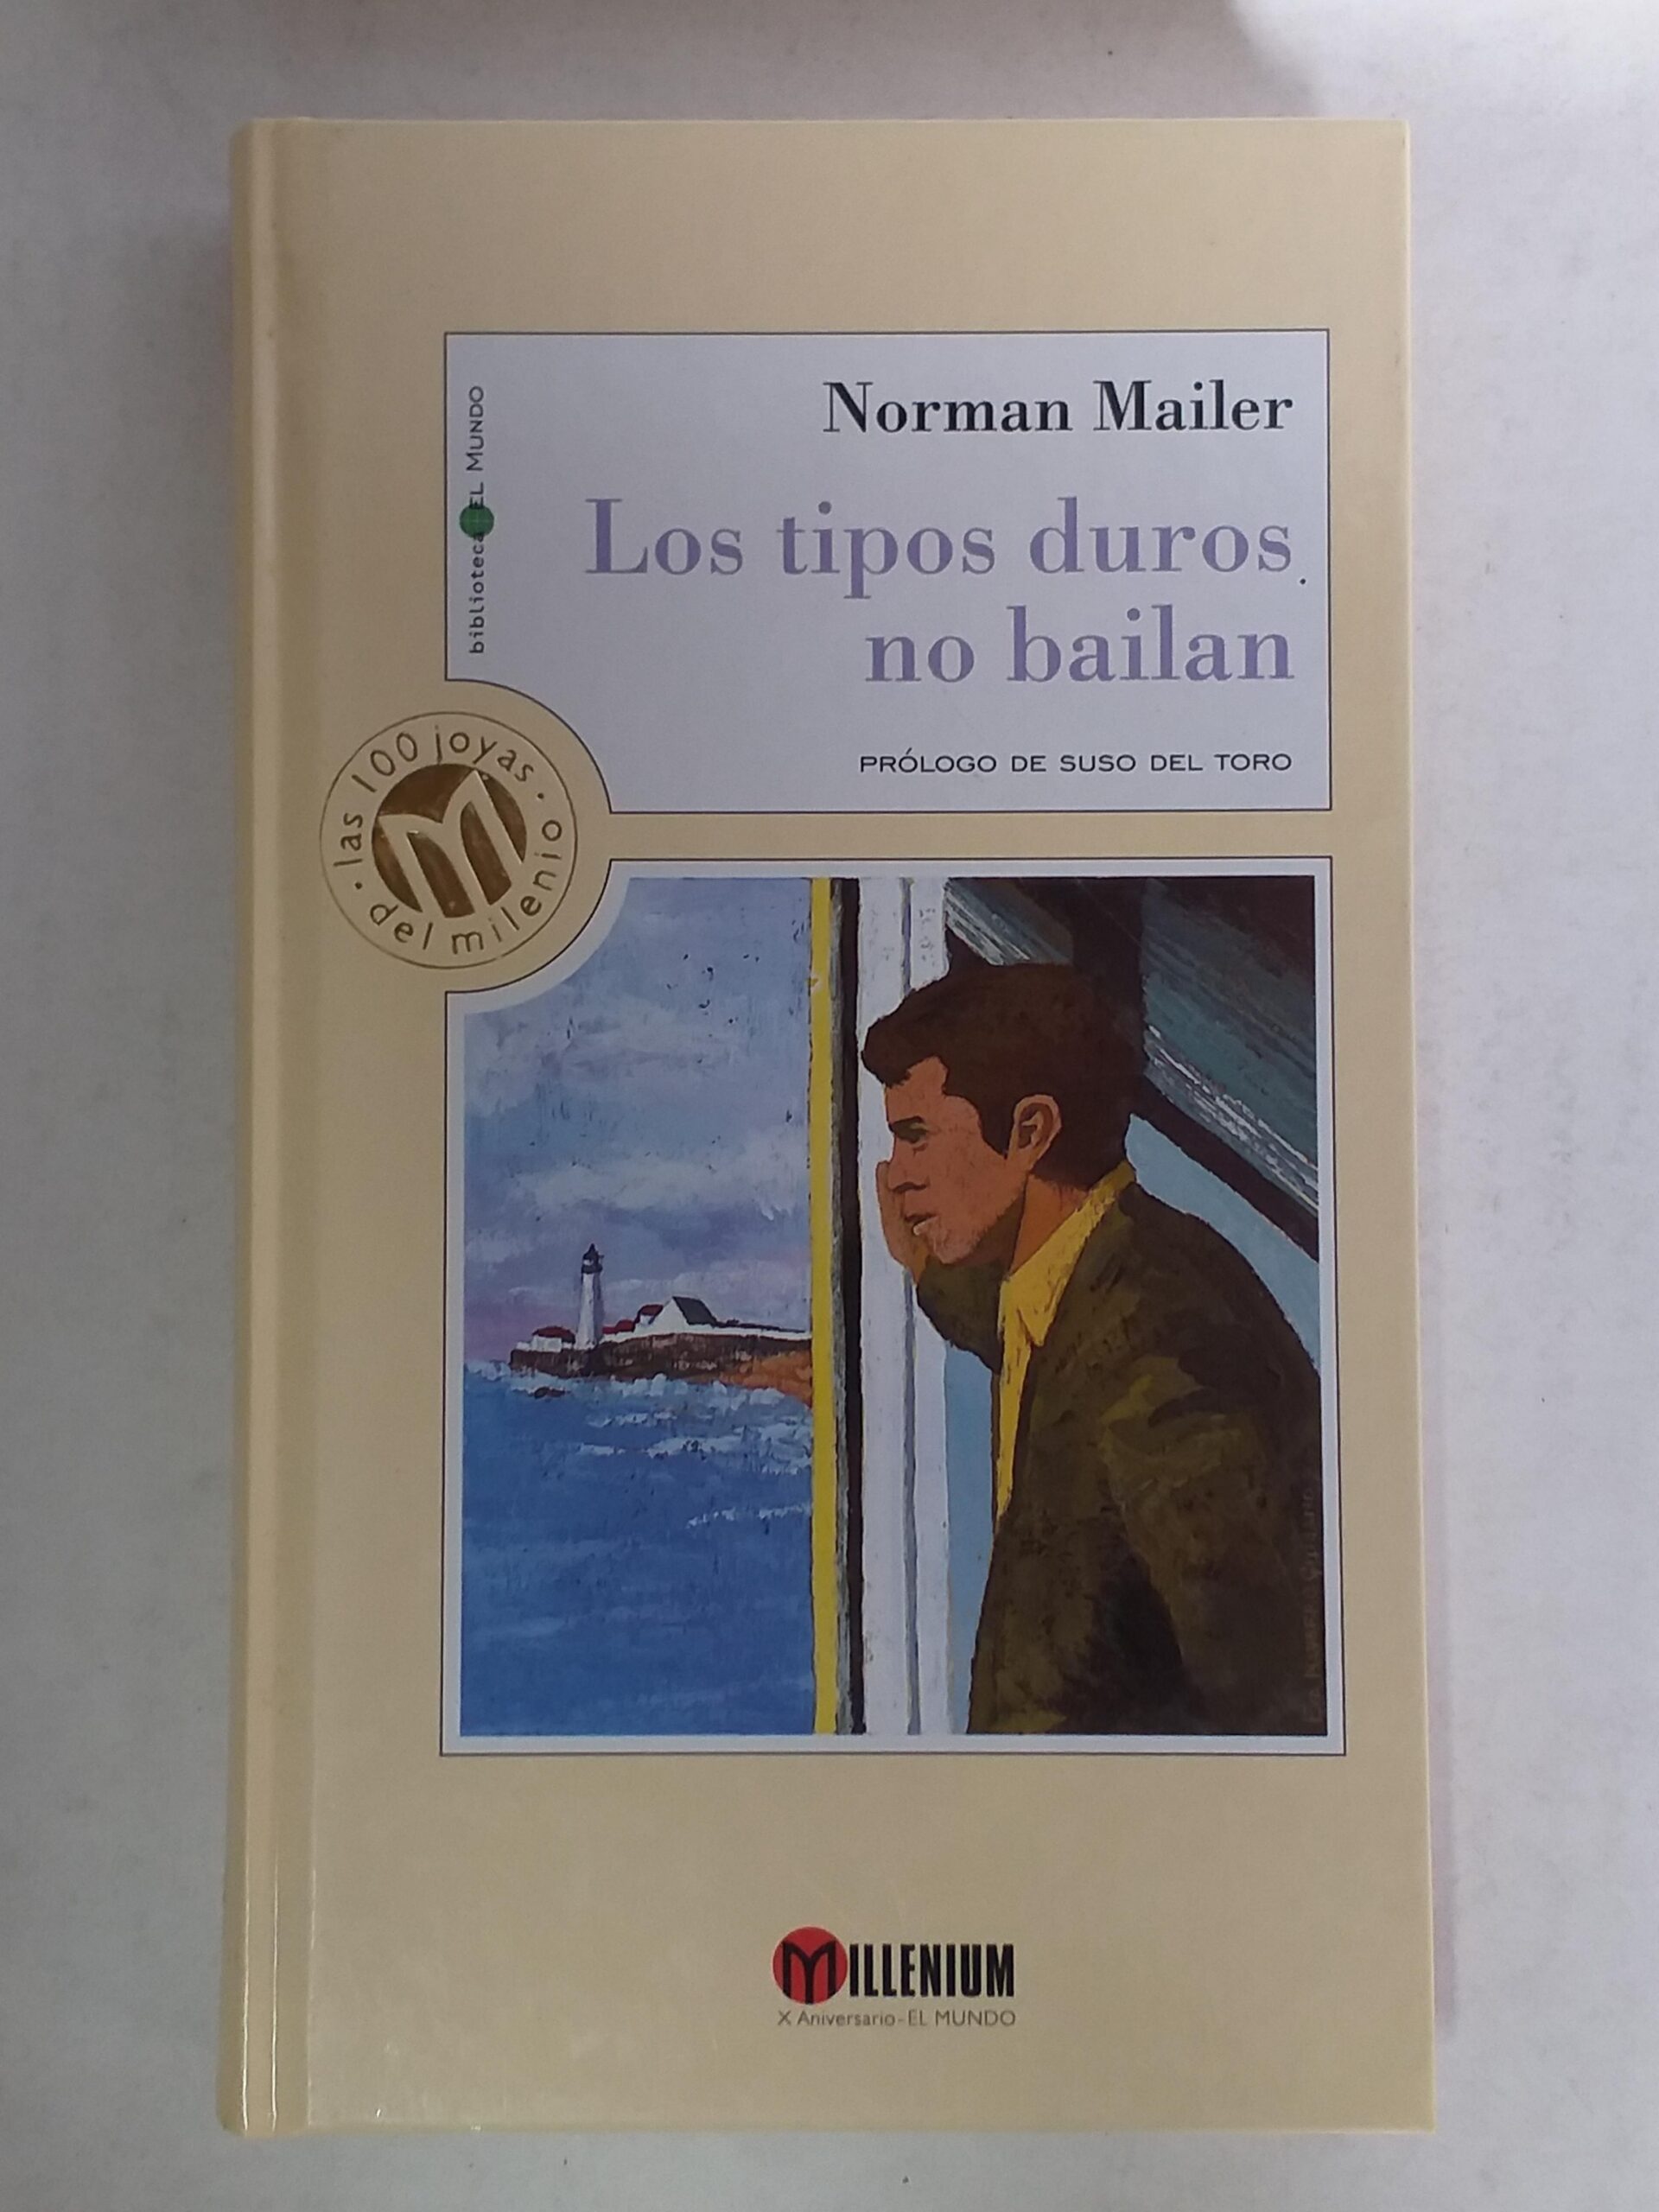 Norman Mailer
Los tipos duros
no bailan
PRÓLOGO DE SUSO DEL TORO
biblioteca EL MUNDO
· las 100 joyas ·
del milenio
MILLENIUM
X Aniversario - EL MUNDO